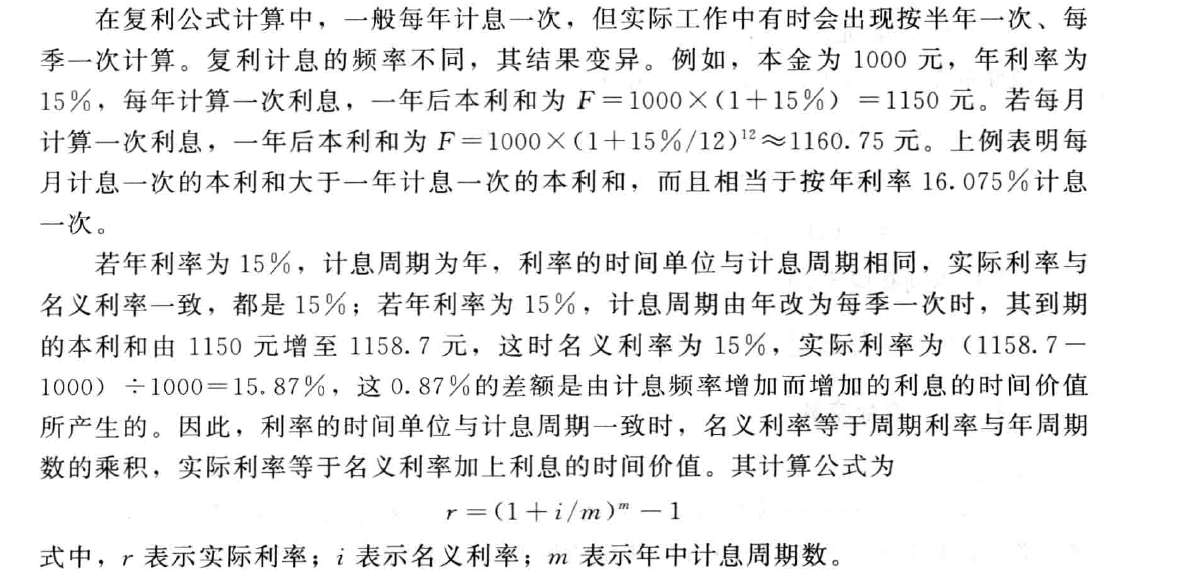 在复利公式计算中，一般每年计息一次，但实际工作中有时会出现按半年一次、每
季一次计算。复利计息的频率不同，其结果变异。例如，本金为 1000 元，年利率为
15%，每年计算一次利息，一年后本利和为 F＝1000×(1＋15%) ＝1150 元。若每月
计算一次利息，一年后本利和为 F＝1000×(1＋15%/12)¹²≈1160.75 元。上例表明每
月计息一次的本利和大于一年计息一次的本利和，而且相当于按年利率 16.075%计息
一次。
若年利率为 15%，计息周期为年，利率的时间单位与计息周期相同，实际利率与
名义利率一致，都是 15%；若年利率为 15%，计息周期由年改为每季一次时，其到期
的本利和由 1150 元增至 1158.7 元，这时名义利率为 15%，实际利率为（1158.7－
1000）÷1000＝15.87%，这 0.87%的差额是由计息频率增加而增加的利息的时间价值
所产生的。因此，利率的时间单位与计息周期一致时，名义利率等于周期利率与年周期
数的乘积，实际利率等于名义利率加上利息的时间价值。其计算公式为
r＝(1＋i/m)ᵐ－1
式中，r 表示实际利率；i 表示名义利率；m 表示年中计息周期数。